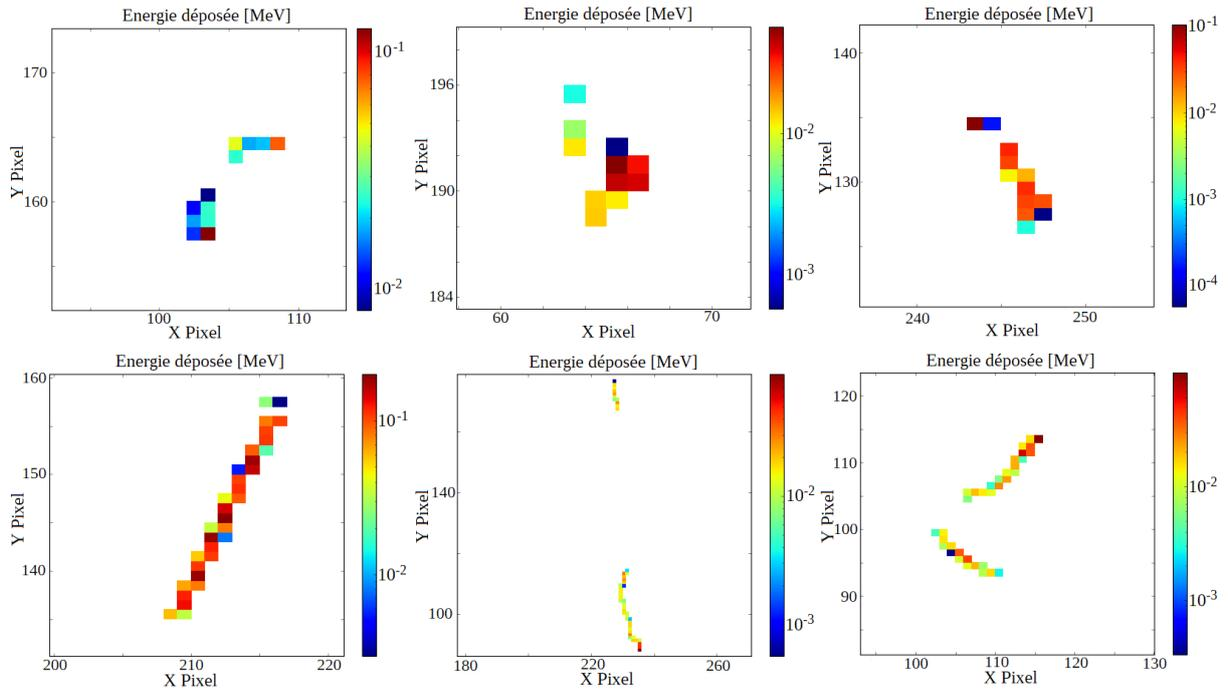 Energie déposée [MeV]
170
160
Y Pixel
100
110
X Pixel
10-1
10-2
Energie déposée [MeV]
196
190
184
Y Pixel
60
70
X Pixel
10-2
10-3
Energie déposée [MeV]
140
130
Y Pixel
240
250
X Pixel
10-1
10-2
10-3
10-4
Energie déposée [MeV]
160
150
140
Y Pixel
200
210
220
X Pixel
10-1
10-2
Energie déposée [MeV]
140
100
Y Pixel
180
220
260
X Pixel
10-2
10-3
Energie déposée [MeV]
120
110
100
90
Y Pixel
100
110
120
130
X Pixel
10-2
10-3